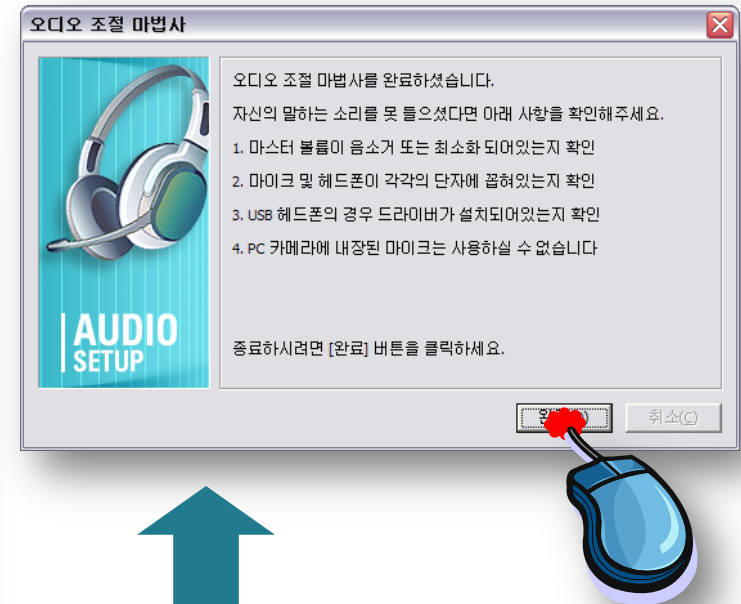 오디오 조절 마법사
오디오 조절 마법사를 완료하셨습니다.
자신의 말하는 소리를 못 들으셨다면 아래 사항을 확인해주세요.
1. 마스터 볼륨이 음소거 또는 최소화 되어있는지 확인
2. 마이크 및 헤드폰이 각각의 단자에 꼽혀있는지 확인
3. USB 헤드폰의 경우 드라이버가 설치되어있는지 확인
4. PC 카메라에 내장된 마이크는 사용하실 수 없습니다
AUDIO
SETUP
종료하시려면 [완료] 버튼을 클릭하세요.
취소(C)